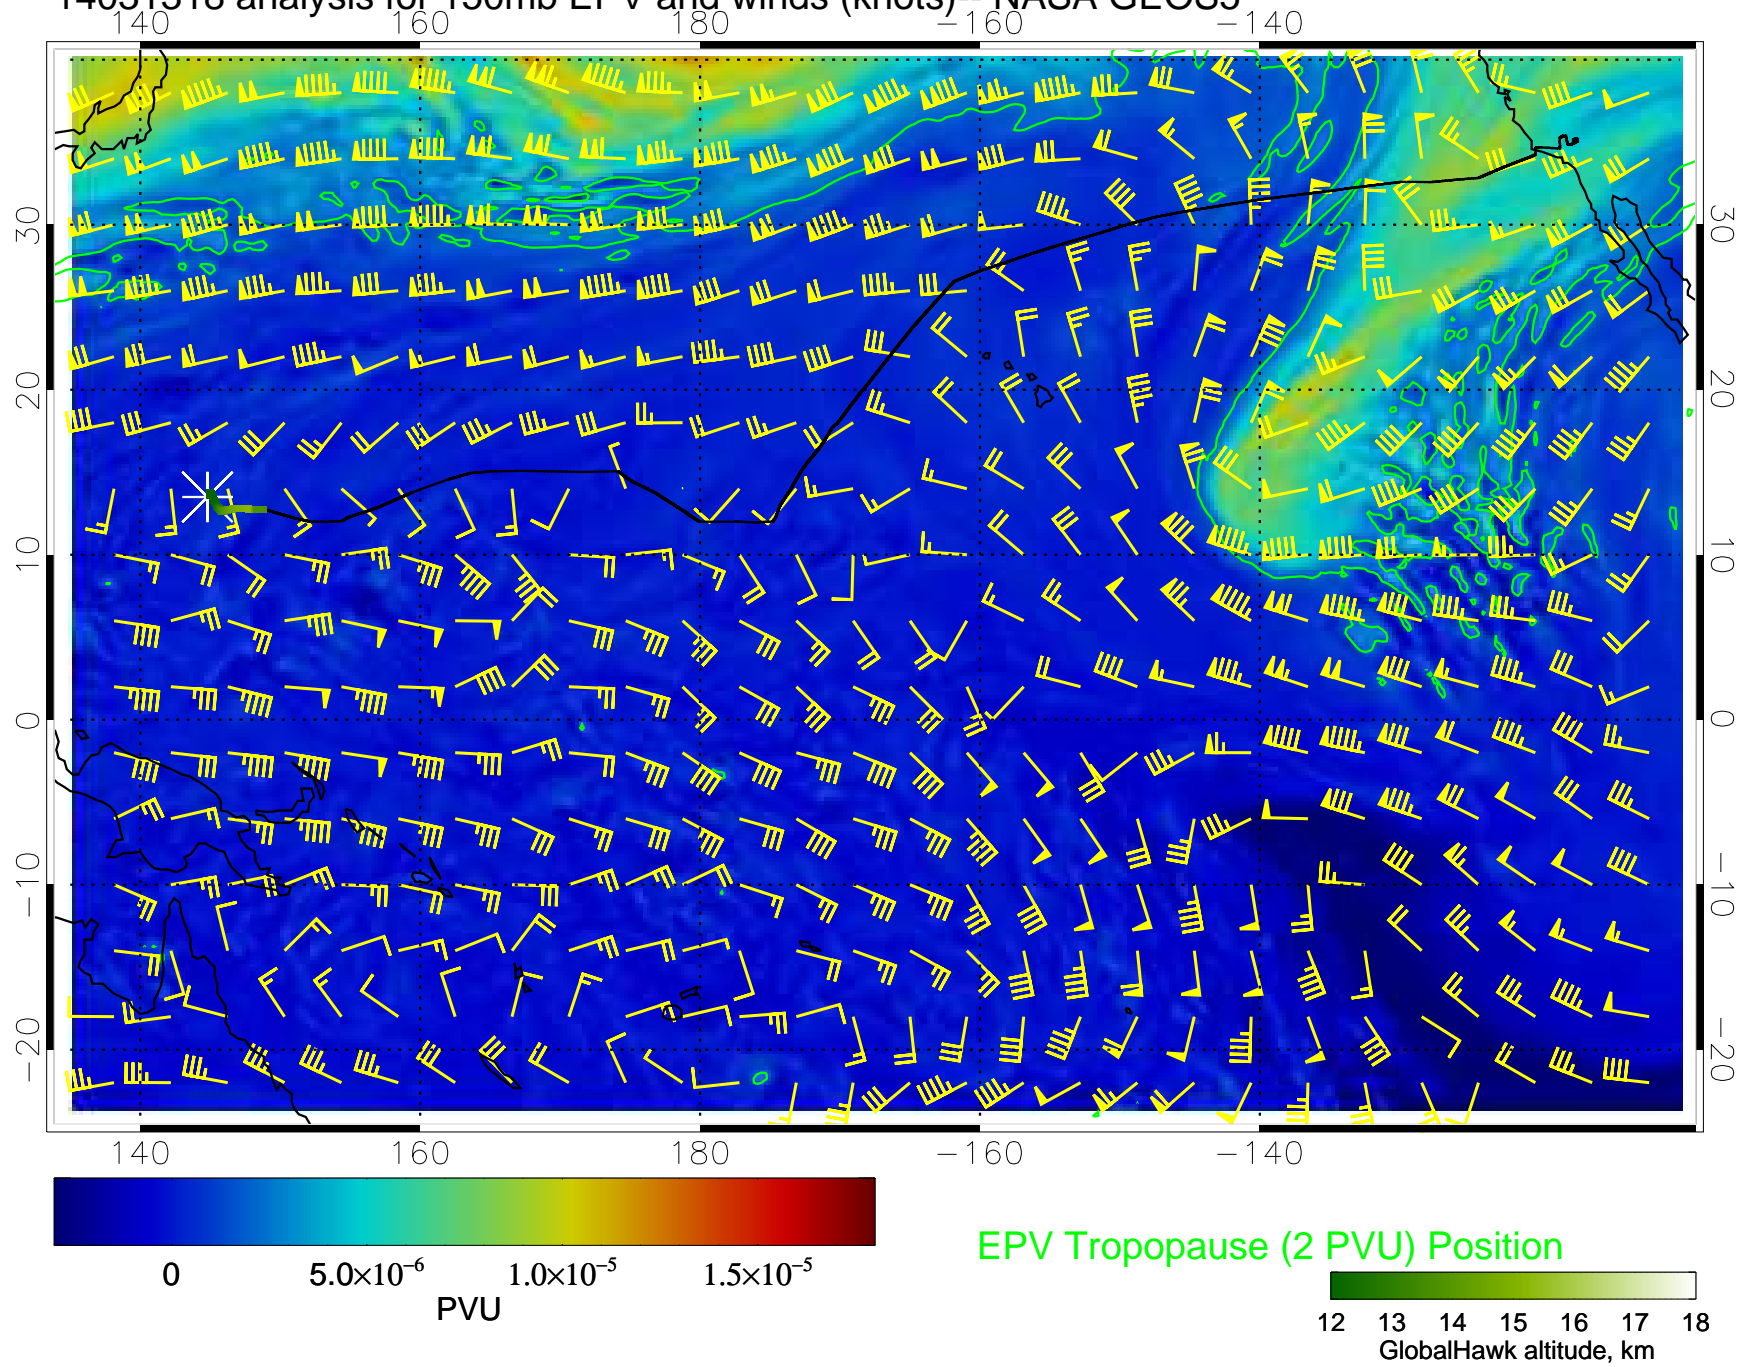 14031318 analysis for 150mb EPV and winds (knots)-- NASA GEOS5
140 160 180 −160 −140
30 30
20 20
10 10
0 0
−10 −10
−20 −20
140 160 180 −160 −140
0 5.0×10⁻⁶ 1.0×10⁻⁵ 1.5×10⁻⁵
PVU
EPV Tropopause (2 PVU) Position
12 13 14 15 16 17 18
GlobalHawk altitude, km